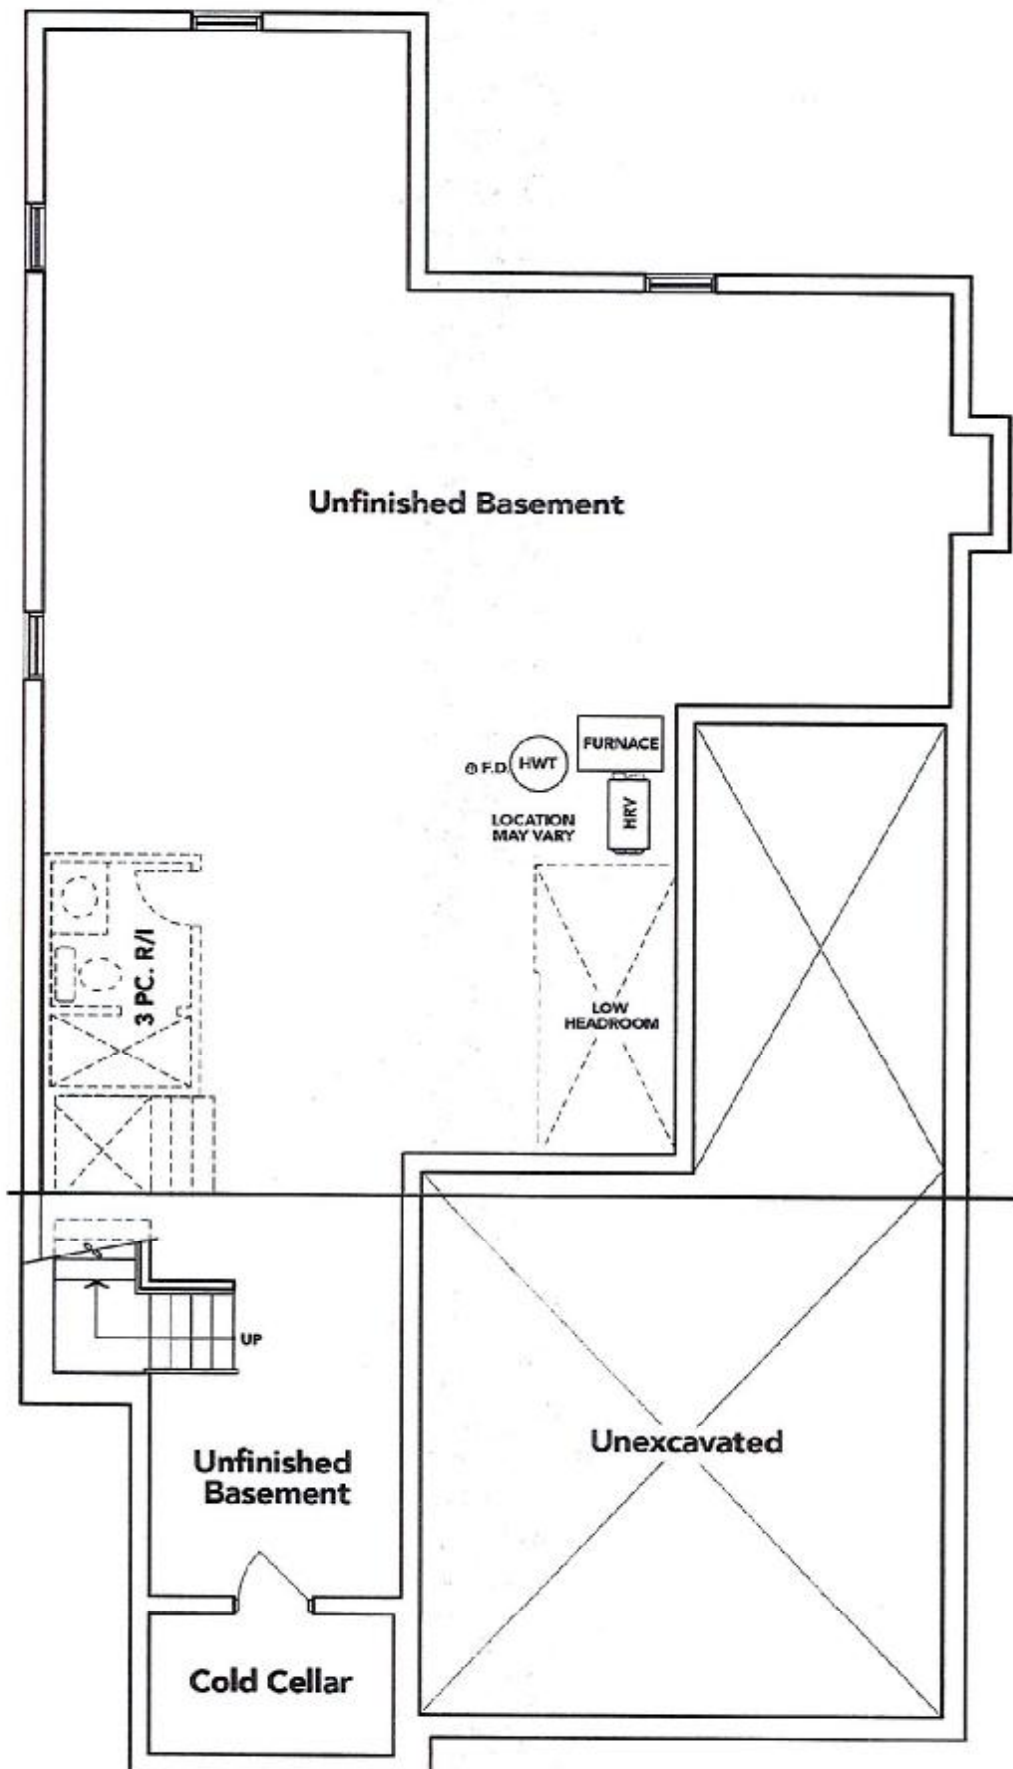 Unfinished Basement
FURNACE
F.D.
HWT
HRV
LOCATION
MAY VARY
3 PC. R/I
LOW
HEADROOM
UP
Unexcavated
Unfinished
Basement
Cold Cellar